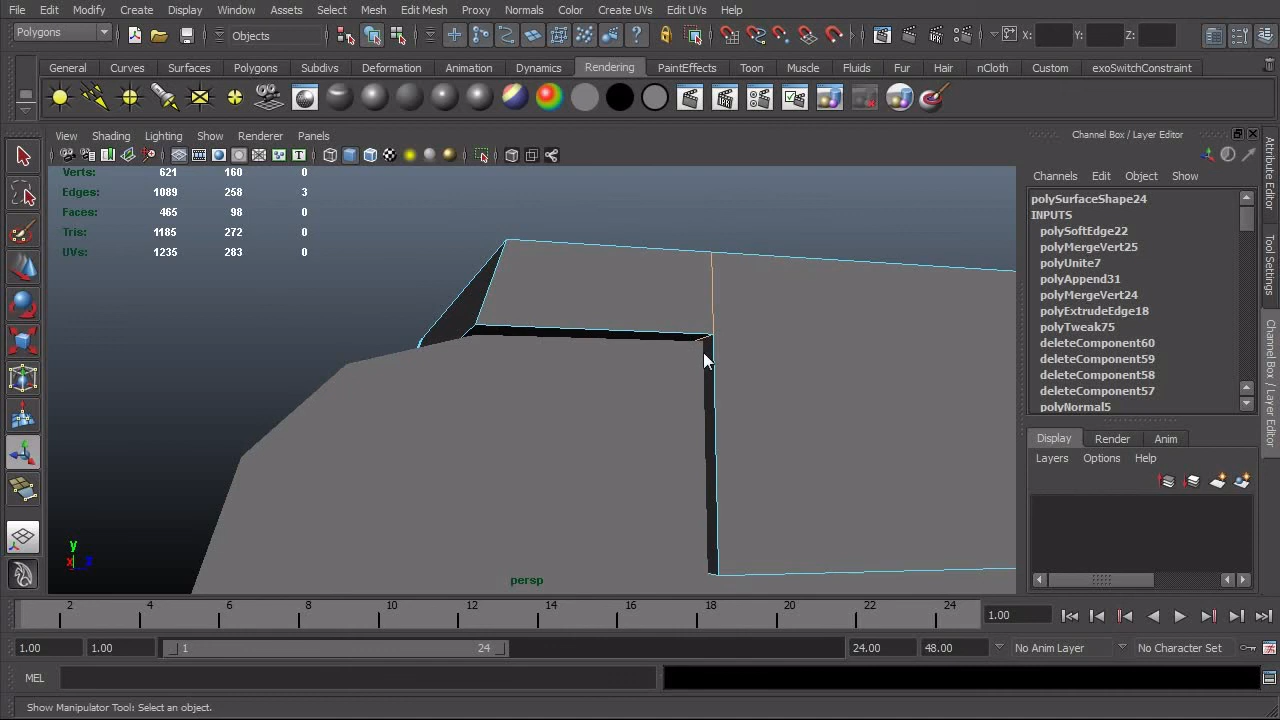 File Edit Modify Create Display Window Assets Select Mesh Edit Mesh Proxy Normals Color Create UVs Edit UVs Help
Polygons Objects X: Y: Z:
General Curves Surfaces Polygons Subdivs Deformation Animation Dynamics Rendering PaintEffects Toon Muscle Fluids Fur Hair nCloth Custom exoSwitchConstraint
View Shading Lighting Show Renderer Panels
Channel Box / Layer Editor
Channels Edit Object Show
Verts: 621 160 0
Edges: 1089 258 3
Faces: 465 98 0
Tris: 1185 272 0
UVs: 1235 283 0
polySurfaceShape24
INPUTS
polySoftEdge22
polyMergeVert25
polyUnite7
polyAppend31
polyMergeVert24
polyExtrudeEdge18
polyTweak75
deleteComponent60
deleteComponent59
deleteComponent58
deleteComponent57
polyNormal5
Display Render Anim
Layers Options Help
Attribute Editor
Tool Settings
Channel Box / Layer Editor
y
x z
persp
2 4 6 8 10 12 14 16 18 20 22 24 1.00
1.00 1.00 1 24 24.00 48.00 No Anim Layer No Character Set
MEL
Show Manipulator Tool: Select an object.